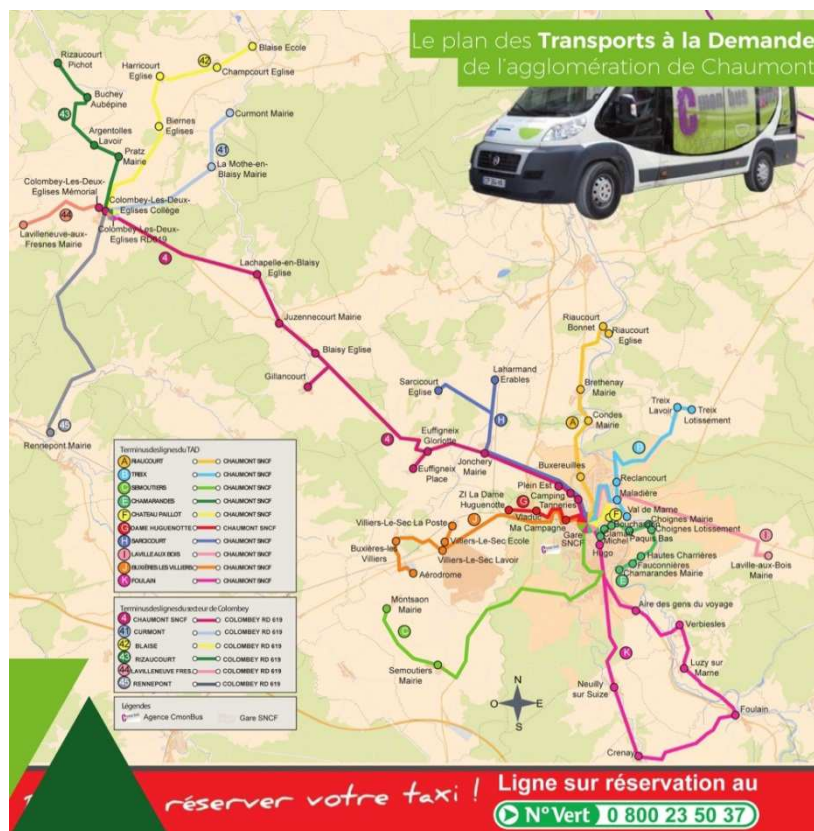 Le plan des Transports à la Demande
de l'agglomération de Chaumont
Rizaucourt
Pichot
Harricourt
Eglise
42
Blaise Ecole
Champcourt Eglise
Buchey
Aubépine
43
Biernes
Eglises
Curmont Mairie
Argentolles
Lavoir
41
Pratz
Mairie
La Mothe-en-
Blaisy Mairie
Colombey-Les-Deux-
Eglises Mémorial
Colombey-Les-Deux-
Eglises Collège
44
Colombey-Les-Deux-
Eglises RD619
Lavilleneuve-aux-
Fresnes Mairie
4
Lachapelle-en-Blaisy
Eglise
Juzennecourt Mairie
Blaisy Eglise
Gillancourt
Riaucourt
Bonnet
Riaucourt
Eglise
Laharmand
Erables
Sarcicourt
Eglise
Brethenay
Mairie
Treix
Lavoir
Treix
Lotissement
45
Rennepont Mairie
H
A
Condes
Mairie
4
Euffigneix
Gloriotte
Euffigneix
Place
Jonchery
Mairie
Buxereuilles
Reclancourt
Maladière
Plein Est
Camping
Tanneries
ZI La Dame
Huguenotte
G
Viaduc
Ma Campagne
F
Val de Marne
Choignes Mairie
Choignes Lotissement
Paquis Bas
Gare
SNCF
Michel
Hugo
I
Laville-aux-Bois
Mairie
Villiers-Le-Sec La Poste
J
Buxières-les
Villiers
Villiers-Le-Sec Ecole
Villiers-Le-Sec Lavoir
Aérodrome
Hautes Charrières
Fauconnières
E
Chamarandes Mairie
Montsaon
Mairie
C
Semoutiers
Mairie
Aire des gens du voyage
Verbiesles
K
Luzy sur
Marne
Neuilly
sur Suize
Foulain
Crenay
N
O E
S
Terminus des lignes du TAD
A RIAUCOURT CHAUMONT SNCF
TREIX CHAUMONT SNCF
C SEMOUTIERS CHAUMONT SNCF
E CHAMARANDES CHAUMONT SNCF
F CHATEAU PAILLOT CHAUMONT SNCF
G DAME HUGUENOTTE CHAUMONT SNCF
H SARCICOURT CHAUMONT SNCF
I LAVILLE AUX BOIS CHAUMONT SNCF
J BUXIÈRES LES VILLIERS CHAUMONT SNCF
K FOULAIN CHAUMONT SNCF
Terminus des lignes du secteur de Colombey
4 CHAUMONT SNCF COLOMBEY RD 619
41 CURMONT COLOMBEY RD 619
42 BLAISE COLOMBEY RD 619
43 RIZAUCOURT COLOMBEY RD 619
44 LAVILLENEUVE FRES. COLOMBEY RD 619
45 RENNEPONT COLOMBEY RD 619
Légendes
Agence CmonBus
Gare SNCF
réserver votre taxi !
Ligne sur réservation au
N° Vert 0 800 23 50 37